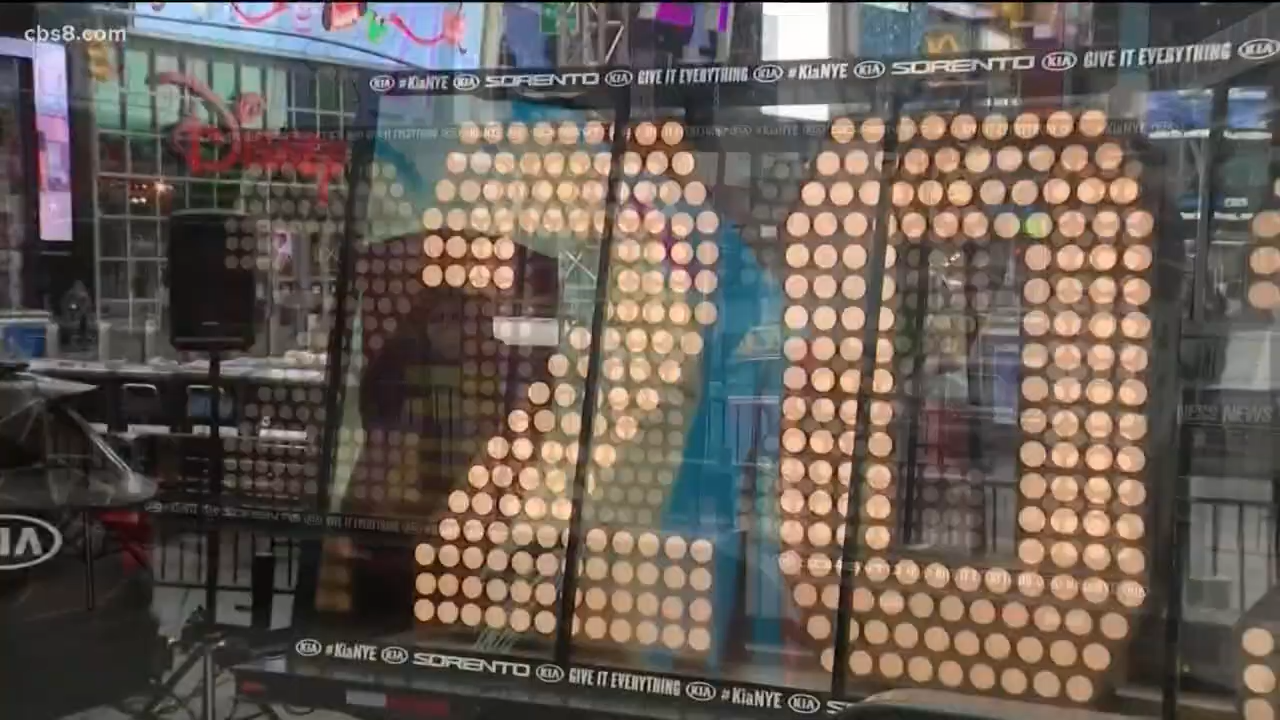 cbs8.com
KIA #KiaNYE KIA SORENTO KIA GIVE IT EVERYTHING KIA #KiaNYE KIA SORENTO KIA GIVE IT EVERYTHING KIA
Disney
20
NEWS
KIA
KIA #KiaNYE KIA SORENTO KIA GIVE IT EVERYTHING KIA #KiaNYE KIA S